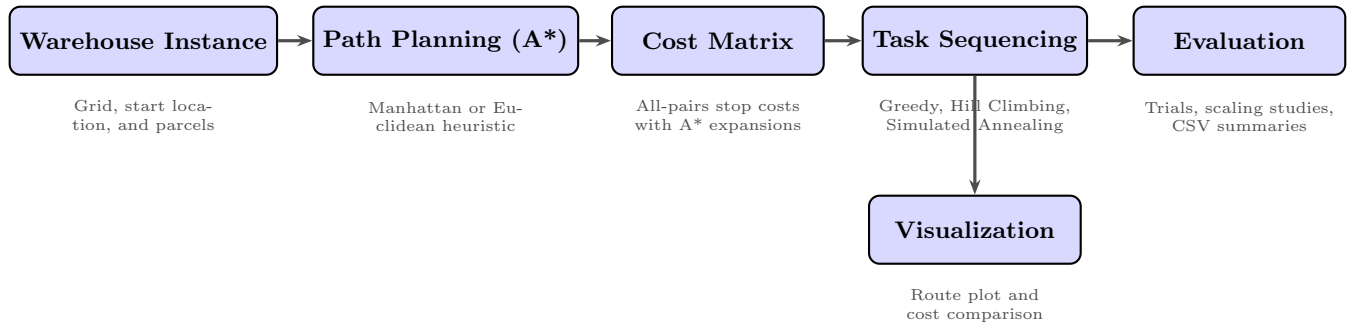 Warehouse Instance
Path Planning (A*)
Cost Matrix
Task Sequencing
Evaluation
Grid, start loca-
tion, and parcels
Manhattan or Eu-
clidean heuristic
All-pairs stop costs
with A* expansions
Greedy, Hill Climbing,
Simulated Annealing
Trials, scaling studies,
CSV summaries
Visualization
Route plot and
cost comparison